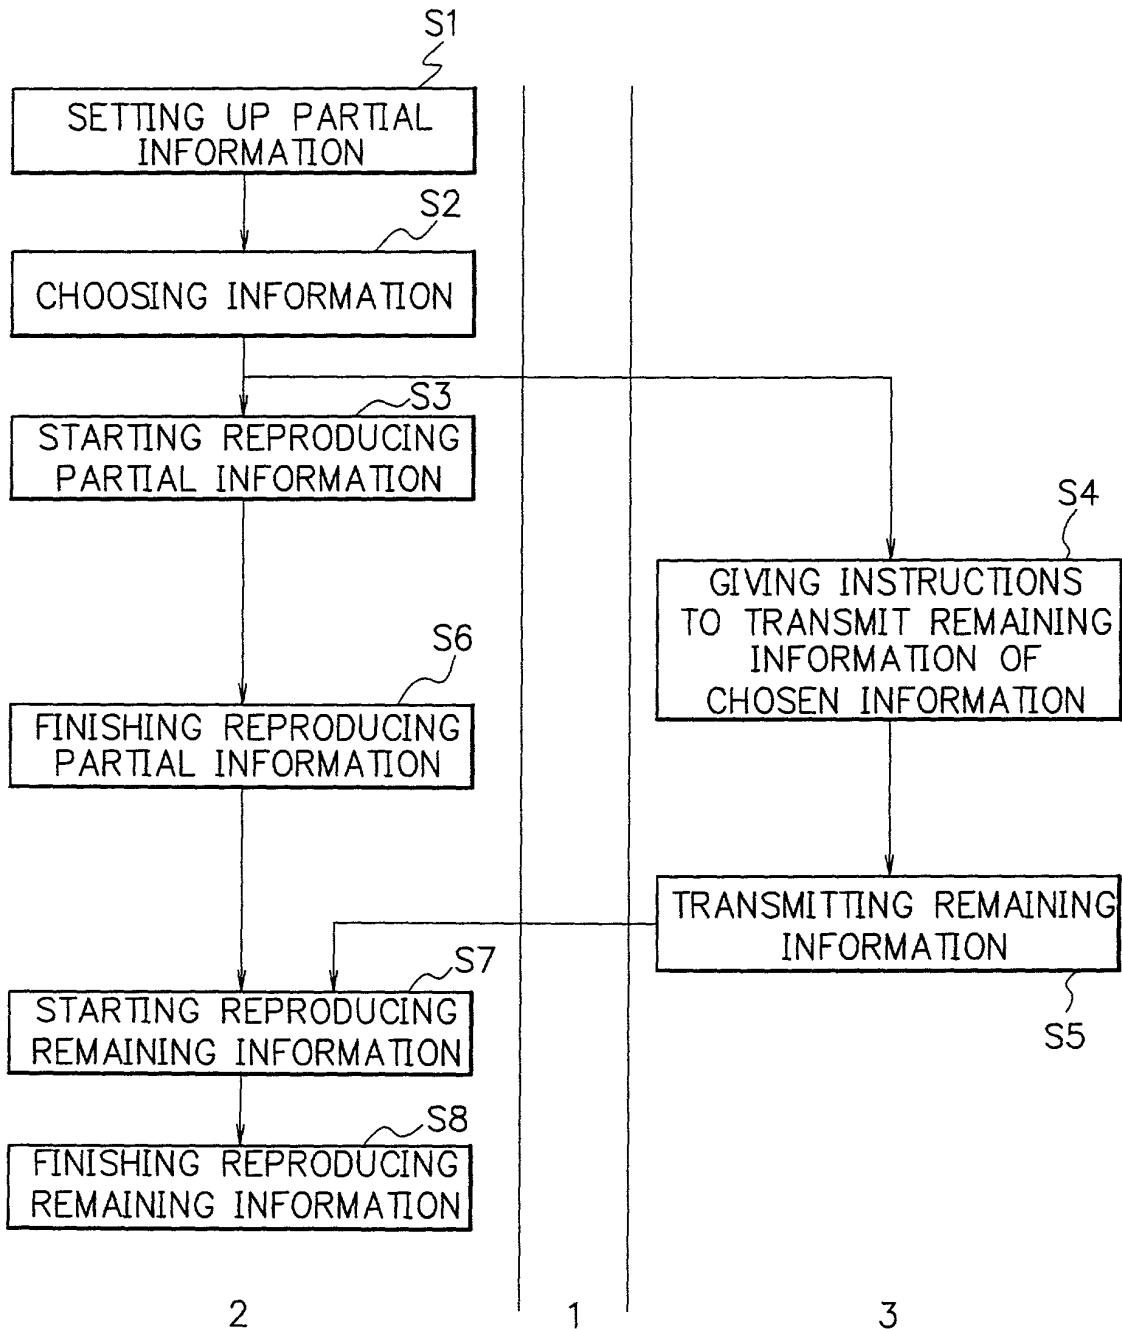 S1
SETTING UP PARTIAL
INFORMATION
S2
CHOOSING INFORMATION
S3
STARTING REPRODUCING
PARTIAL INFORMATION
S4
GIVING INSTRUCTIONS
TO TRANSMIT REMAINING
INFORMATION OF
CHOSEN INFORMATION
S6
FINISHING REPRODUCING
PARTIAL INFORMATION
TRANSMITTING REMAINING
INFORMATION
S5
S7
STARTING REPRODUCING
REMAINING INFORMATION
S8
FINISHING REPRODUCING
REMAINING INFORMATION
2 1 3